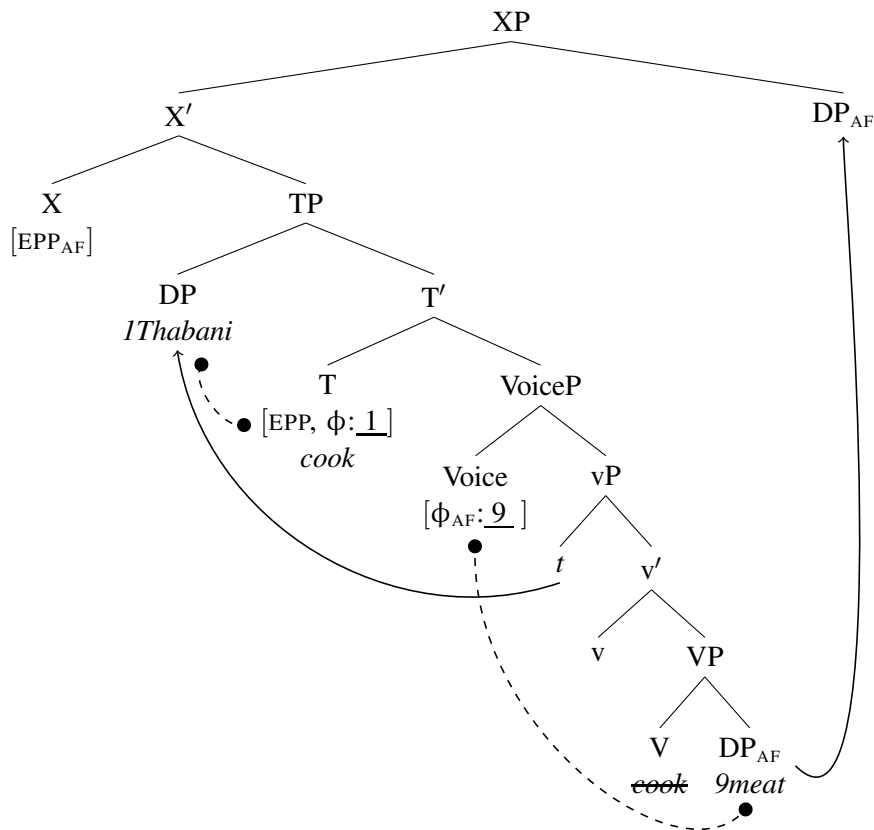 XP
X′ DP_AF
X TP
[EPP_AF]
DP T′
1Thabani
T VoiceP
[EPP, ϕ: 1 ]
cook
Voice vP
[ϕ_AF: 9 ]
t v′
v VP
V DP_AF
cook 9meat